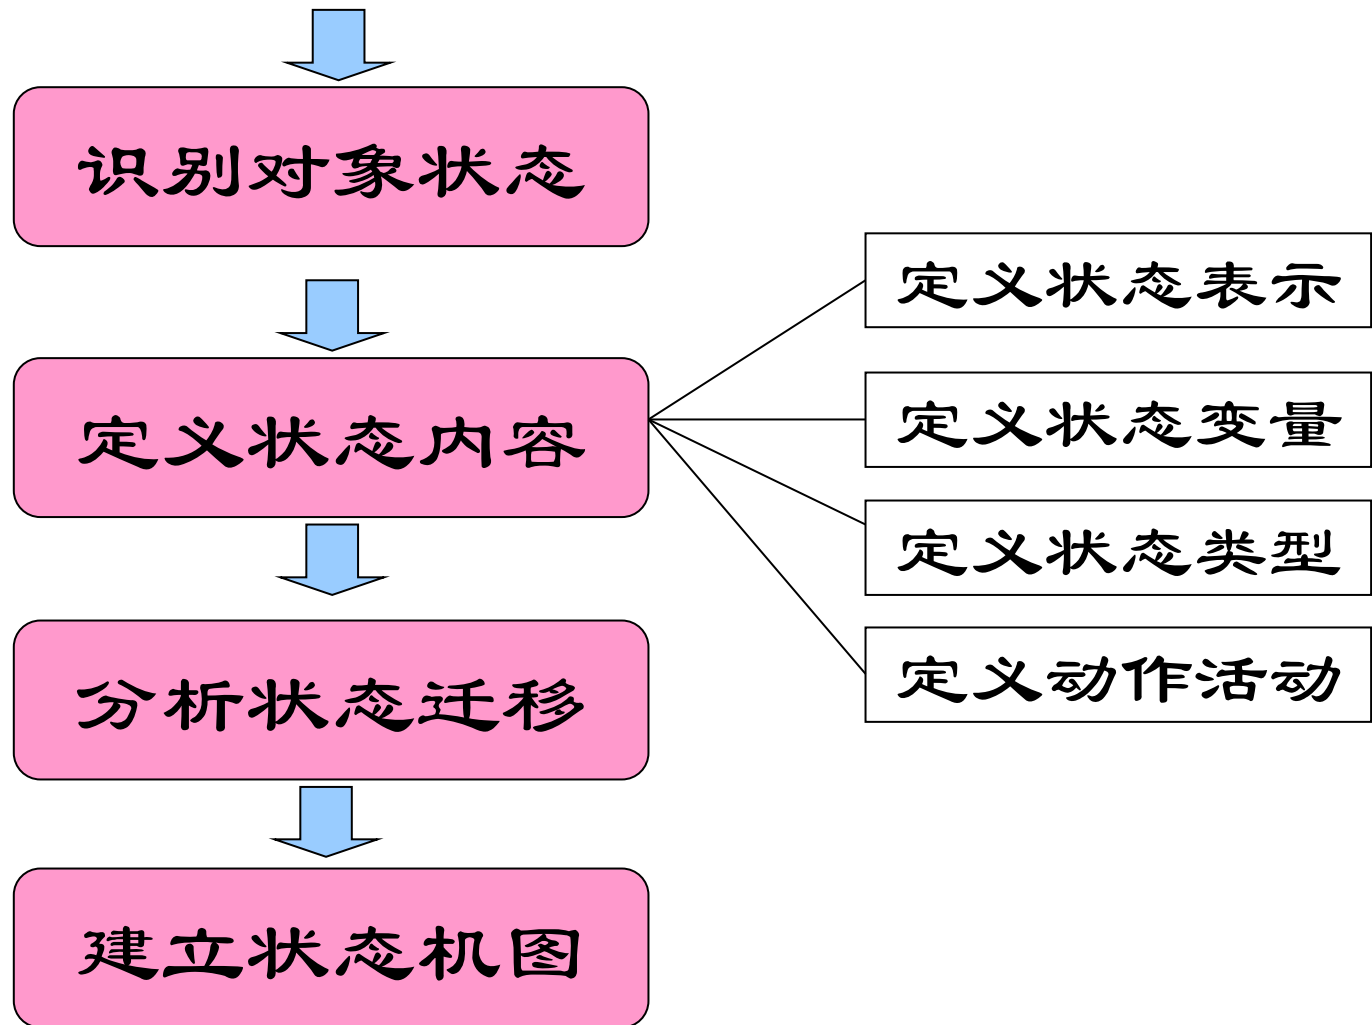 识别对象状态
定义状态内容
定义状态表示
定义状态变量
定义状态类型
定义动作活动
分析状态迁移
建立状态机图